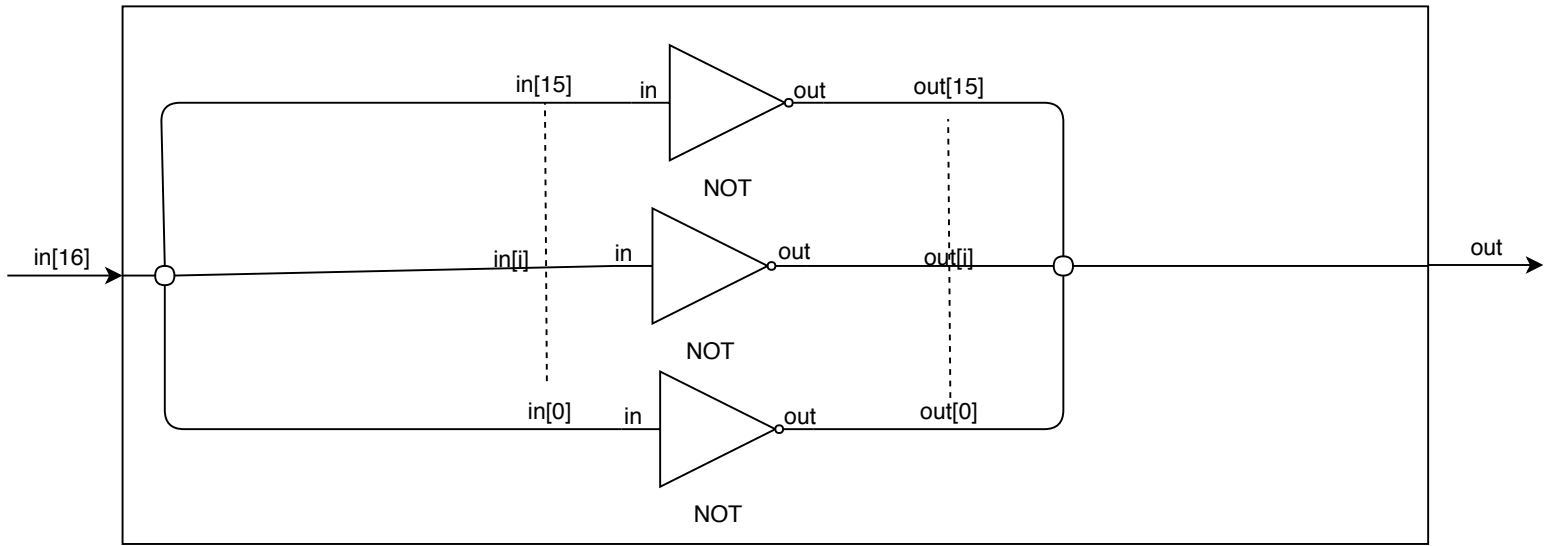 in[15] in out out[15]
NOT
in[16] in[i] in out out[i] out
NOT
in[0] in out out[0]
NOT